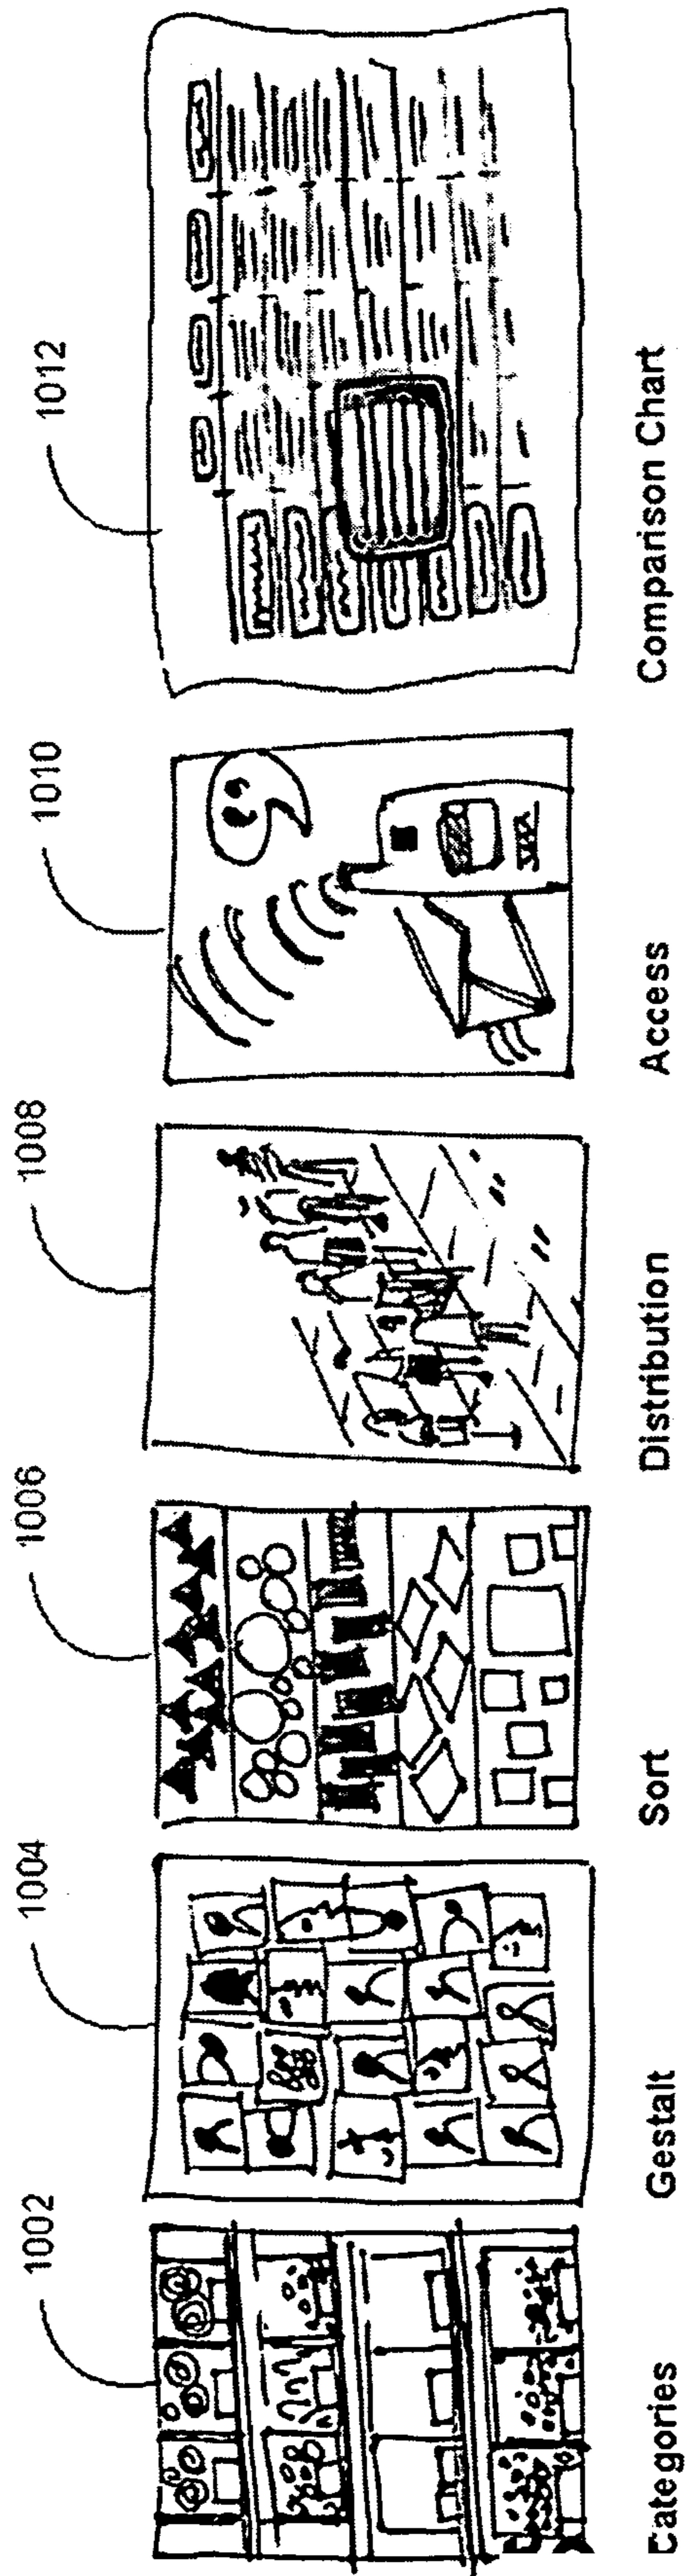 1002
1004
1006
1008
1010
1012
Categories
Gestalt
Sort
Distribution
Access
Comparison Chart